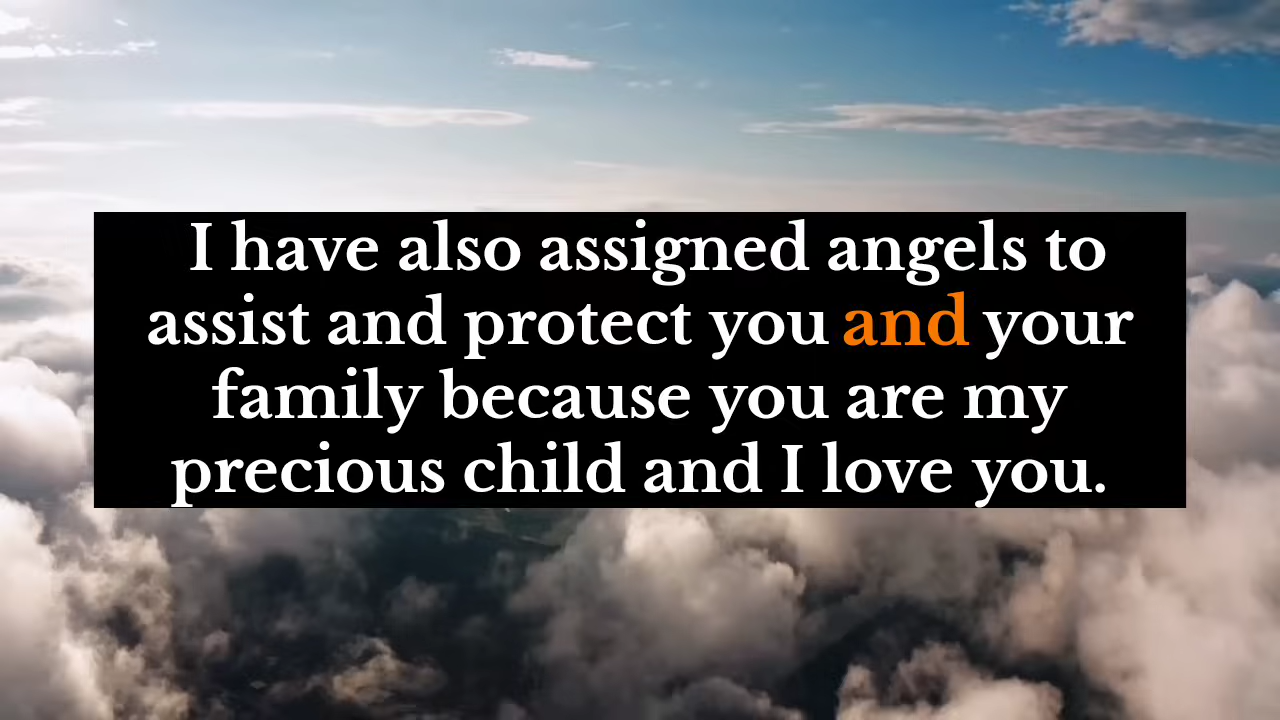 I have also assigned angels to
assist and protect you and your
family because you are my
precious child and I love you.